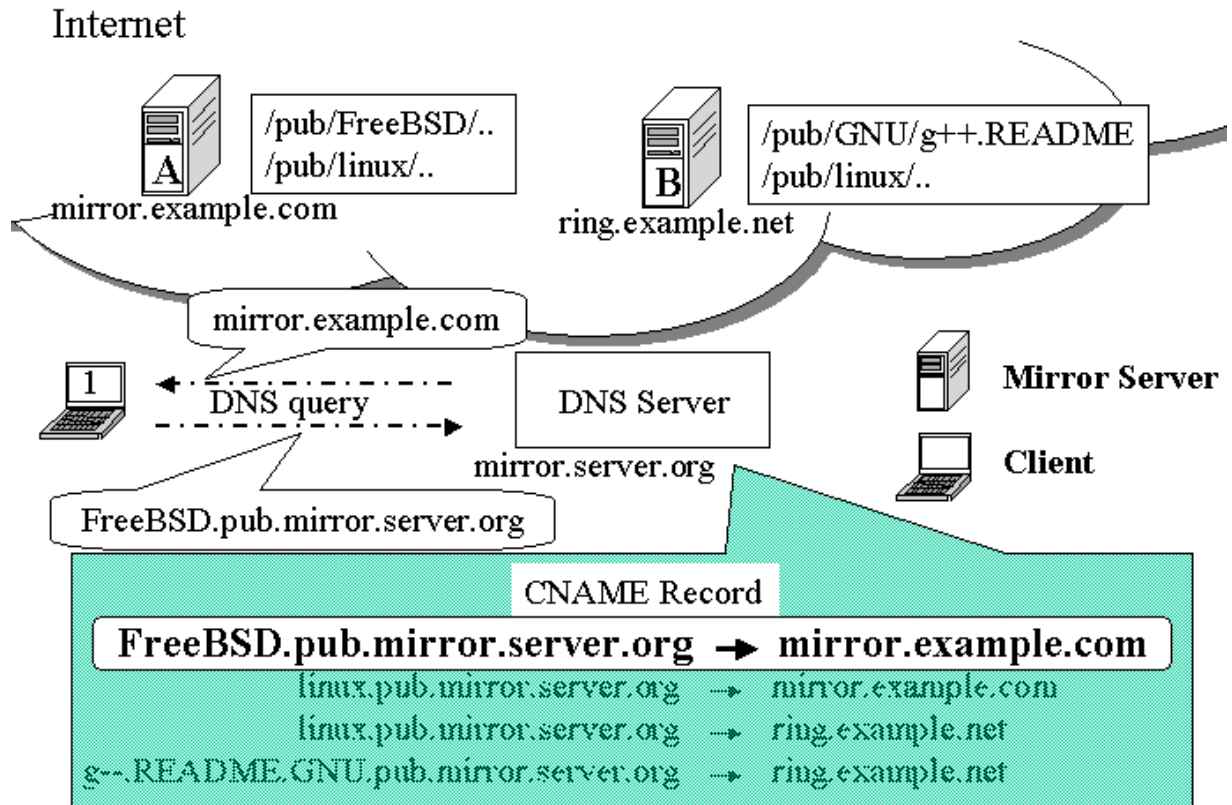 Internet
A
/pub/FreeBSD/..
/pub/linux/..
mirror.example.com
B
/pub/GNU/g++.README
/pub/linux/..
ring.example.net
mirror.example.com
1
DNS query
DNS Server
mirror.server.org
Mirror Server
Client
FreeBSD.pub.mirror.server.org
CNAME Record
FreeBSD.pub.mirror.server.org → mirror.example.com
linux.pub.mirror.server.org → mirror.example.com
linux.pub.mirror.server.org → ring.example.net
g--.README.GNU.pub.mirror.server.org → ring.example.net